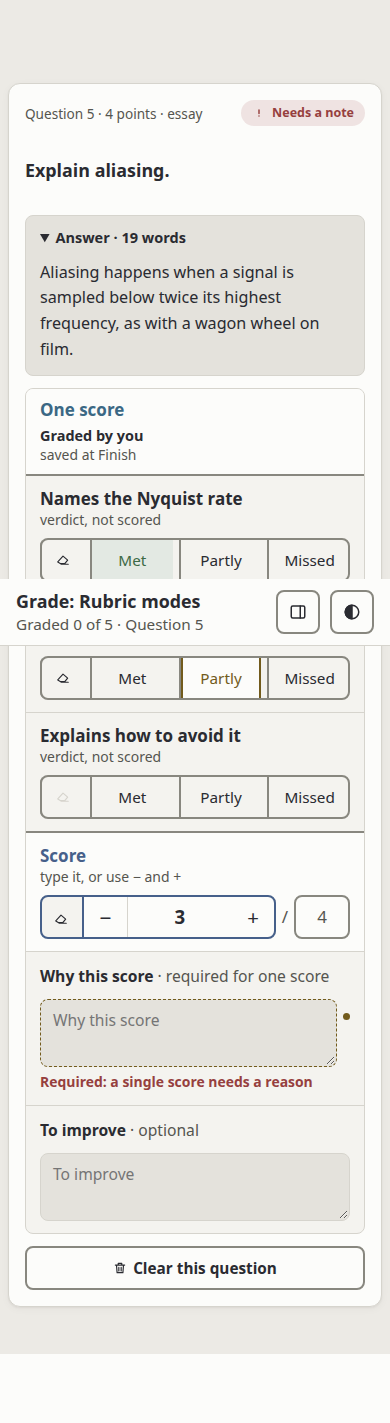 Question 5 · 4 points · essay
! Needs a note
Explain aliasing.
▼ Answer · 19 words
Aliasing happens when a signal is
sampled below twice its highest
frequency, as with a wagon wheel on
film.
One score
Graded by you
saved at Finish
Names the Nyquist rate
verdict, not scored
Met Partly Missed
Grade: Rubric modes
Graded 0 of 5 · Question 5
Met Partly Missed
Explains how to avoid it
verdict, not scored
Met Partly Missed
Score
type it, or use − and +
− 3 + / 4
Why this score · required for one score
Why this score
Required: a single score needs a reason
To improve · optional
To improve
Clear this question